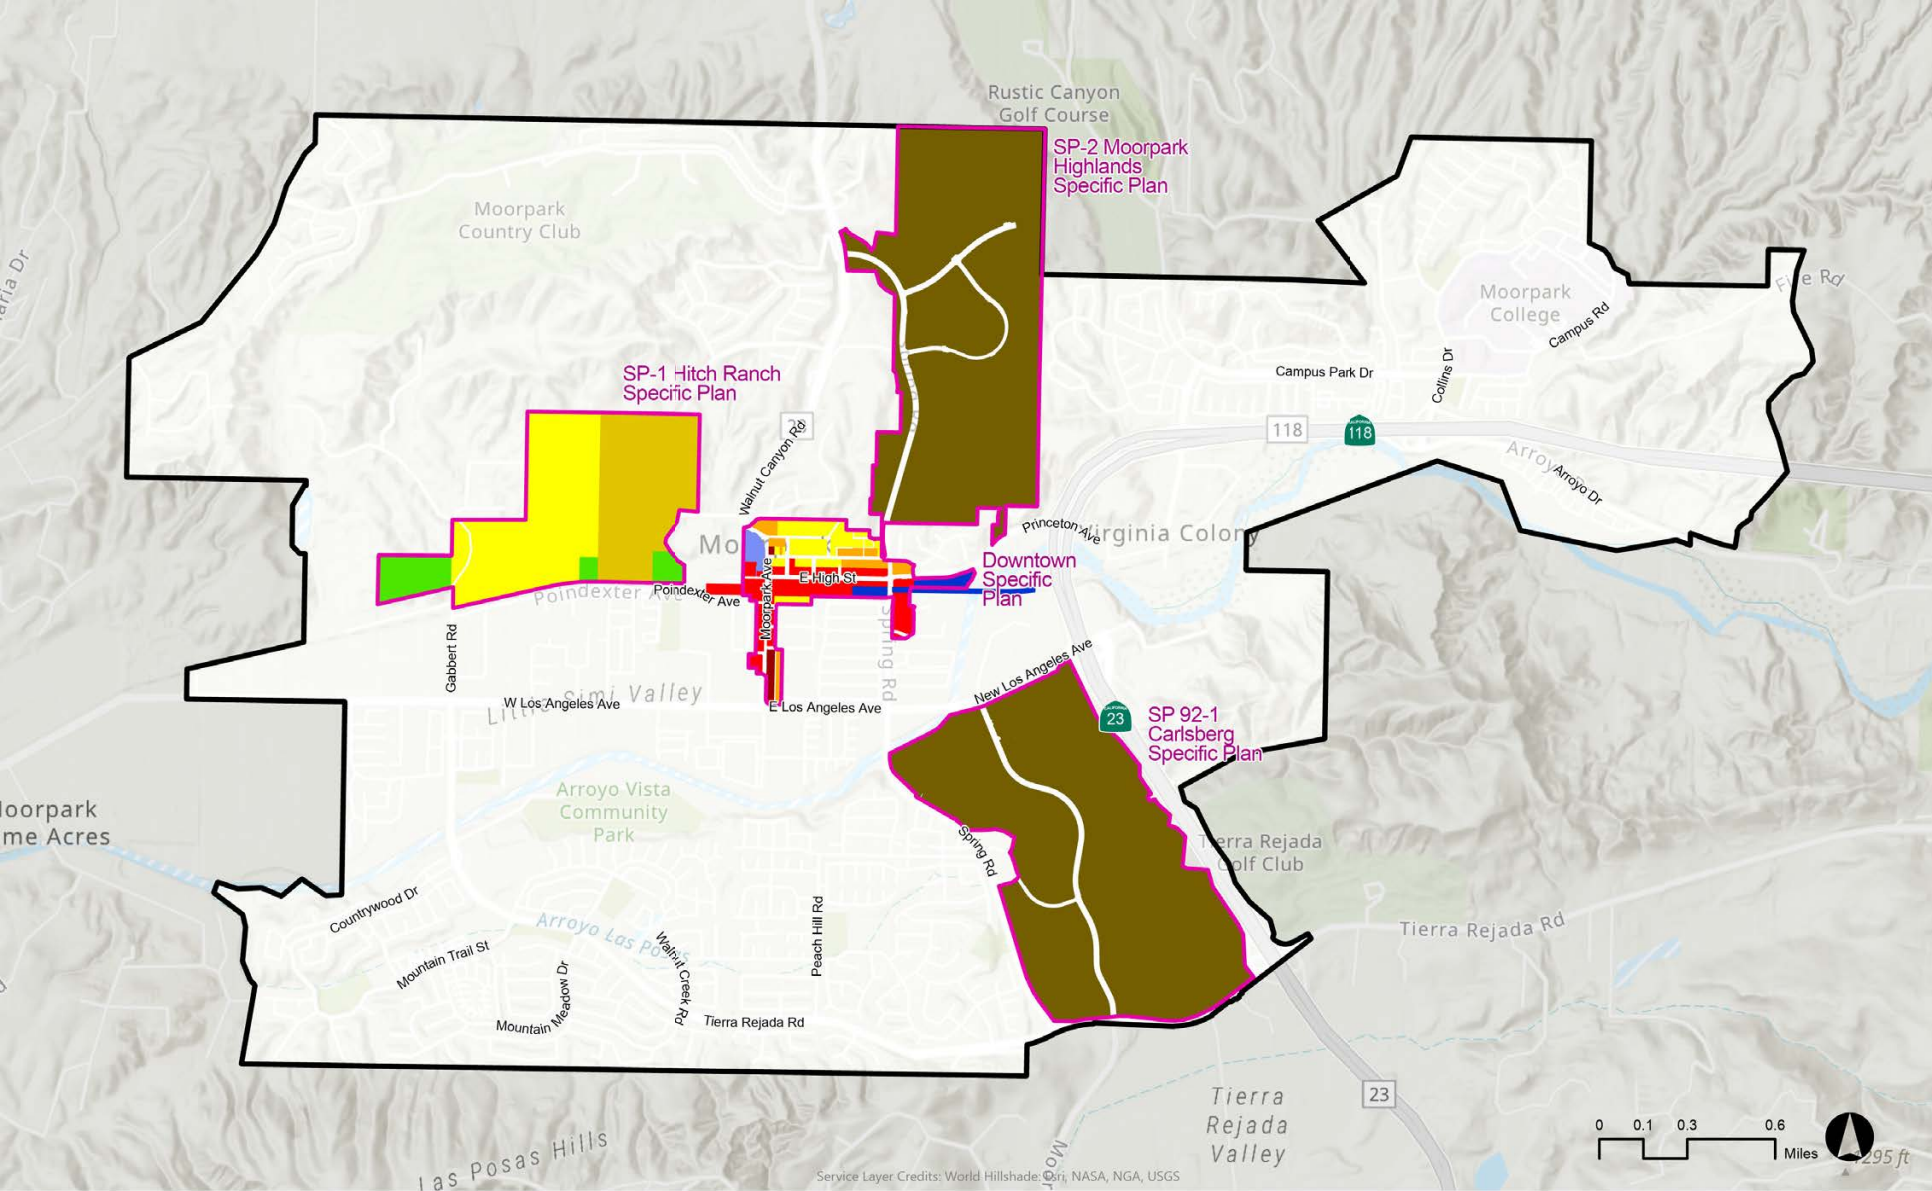 Rustic Canyon
Golf Course
SP-2 Moorpark
Highlands
Specific Plan
Moorpark
Country Club
Moorpark
College
Campus Rd
Fire Rd
Collins Dr
Campus Park Dr
SP-1 Hitch Ranch
Specific Plan
23
Walnut Canyon Rd
118
118
Arroyo Dr
Princeton Ave
Virginia Colony
Downtown
Specific
Plan
E High St
Poindexter Ave
Poindexter Ave
Moorpark Ave
Spring Rd
Gabbert Rd
New Los Angeles Ave
Little Simi Valley
W Los Angeles Ave
E Los Angeles Ave
CALIFORNIA
23
SP 92-1
Carlsberg
Specific Plan
Arroyo Vista
Community
Park
Spring Rd
Tierra Rejada
Golf Club
Countrywood Dr
Arroyo Las Posas
Peach Hill Rd
Walnut Creek Rd
Mountain Trail St
Mountain Meadow Dr
Tierra Rejada Rd
Tierra Rejada Rd
23
Tierra
Rejada
Valley
Las Posas Hills
0 0.1 0.3 0.6
Miles
1295 ft
Service Layer Credits: World Hillshade: Esri, NASA, NGA, USGS